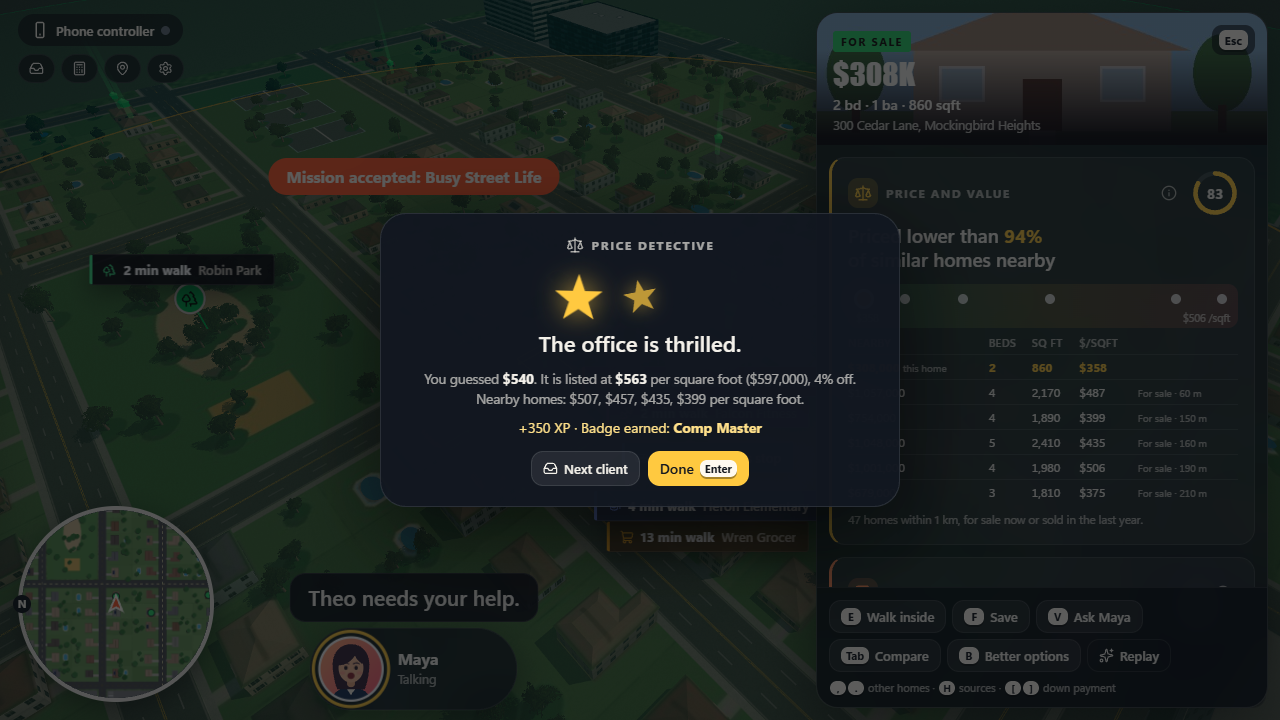 Phone controller
Mission accepted: Busy Street Life
2 min walk Robin Park
PRICE DETECTIVE
The office is thrilled.
You guessed $540. It is listed at $563 per square foot ($597,000), 4% off.
Nearby homes: $507, $457, $435, $399 per square foot.
+350 XP · Badge earned: Comp Master
Next client
Done Enter
4 min walk Heron Elementary
13 min walk Wren Grocer
N
Theo needs your help.
Maya
Talking
FOR SALE
Esc
$308K
2 bd · 1 ba · 860 sqft
300 Cedar Lane, Mockingbird Heights
PRICE AND VALUE
83
lower than 94%
similar homes nearby
$506 /sqft
BEDS SQ FT $/SQFT
this home 2 860 $358
4 2,170 $487 For sale · 60 m
4 1,890 $399 For sale · 150 m
5 2,410 $435 For sale · 160 m
4 1,980 $506 For sale · 190 m
3 1,810 $375 For sale · 210 m
47 homes within 1 km, for sale now or sold in the last year.
E Walk inside
F Save
V Ask Maya
Tab Compare
B Better options
Replay
, . other homes · H sources · [ ] down payment